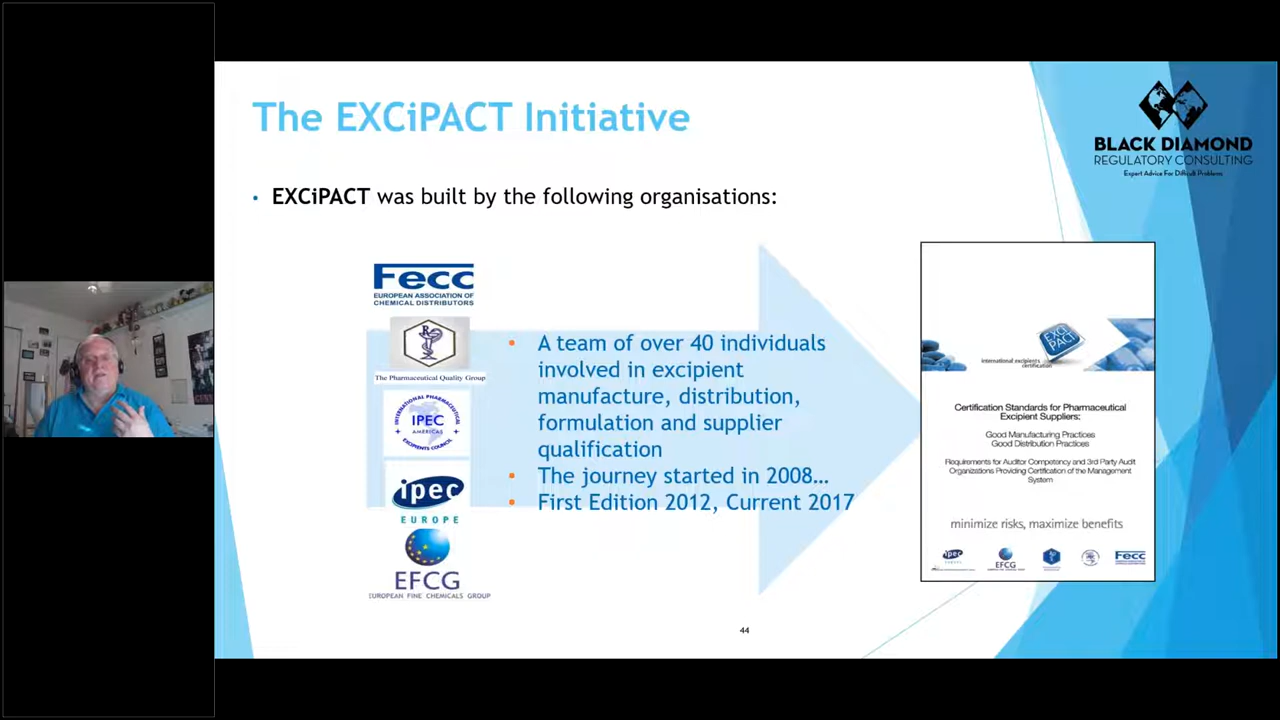 The EXCiPACT Initiative
BLACK DIAMOND
REGULATORY CONSULTING
Expert Advice For Difficult Problems
• EXCiPACT was built by the following organisations:
Fecc
EUROPEAN ASSOCIATION OF
CHEMICAL DISTRIBUTORS
The Pharmaceutical Quality Group
INTERNATIONAL PHARMACEUTICAL
IPEC
AMERICAS
EXCIPIENTS COUNCIL
ipec
EUROPE
EFCG
EUROPEAN FINE CHEMICALS GROUP
• A team of over 40 individuals
involved in excipient
manufacture, distribution,
formulation and supplier
qualification
• The journey started in 2008…
• First Edition 2012, Current 2017
EXCI
PACT
international excipients
certification
Certification Standards for Pharmaceutical
Excipient Suppliers:
Good Manufacturing Practices
Good Distribution Practices
Requirements for Auditor Competency and 3rd Party Audit
Organizations Providing Certification of the Management
System
minimize risks, maximize benefits
ipec
EFCG
Fecc
44